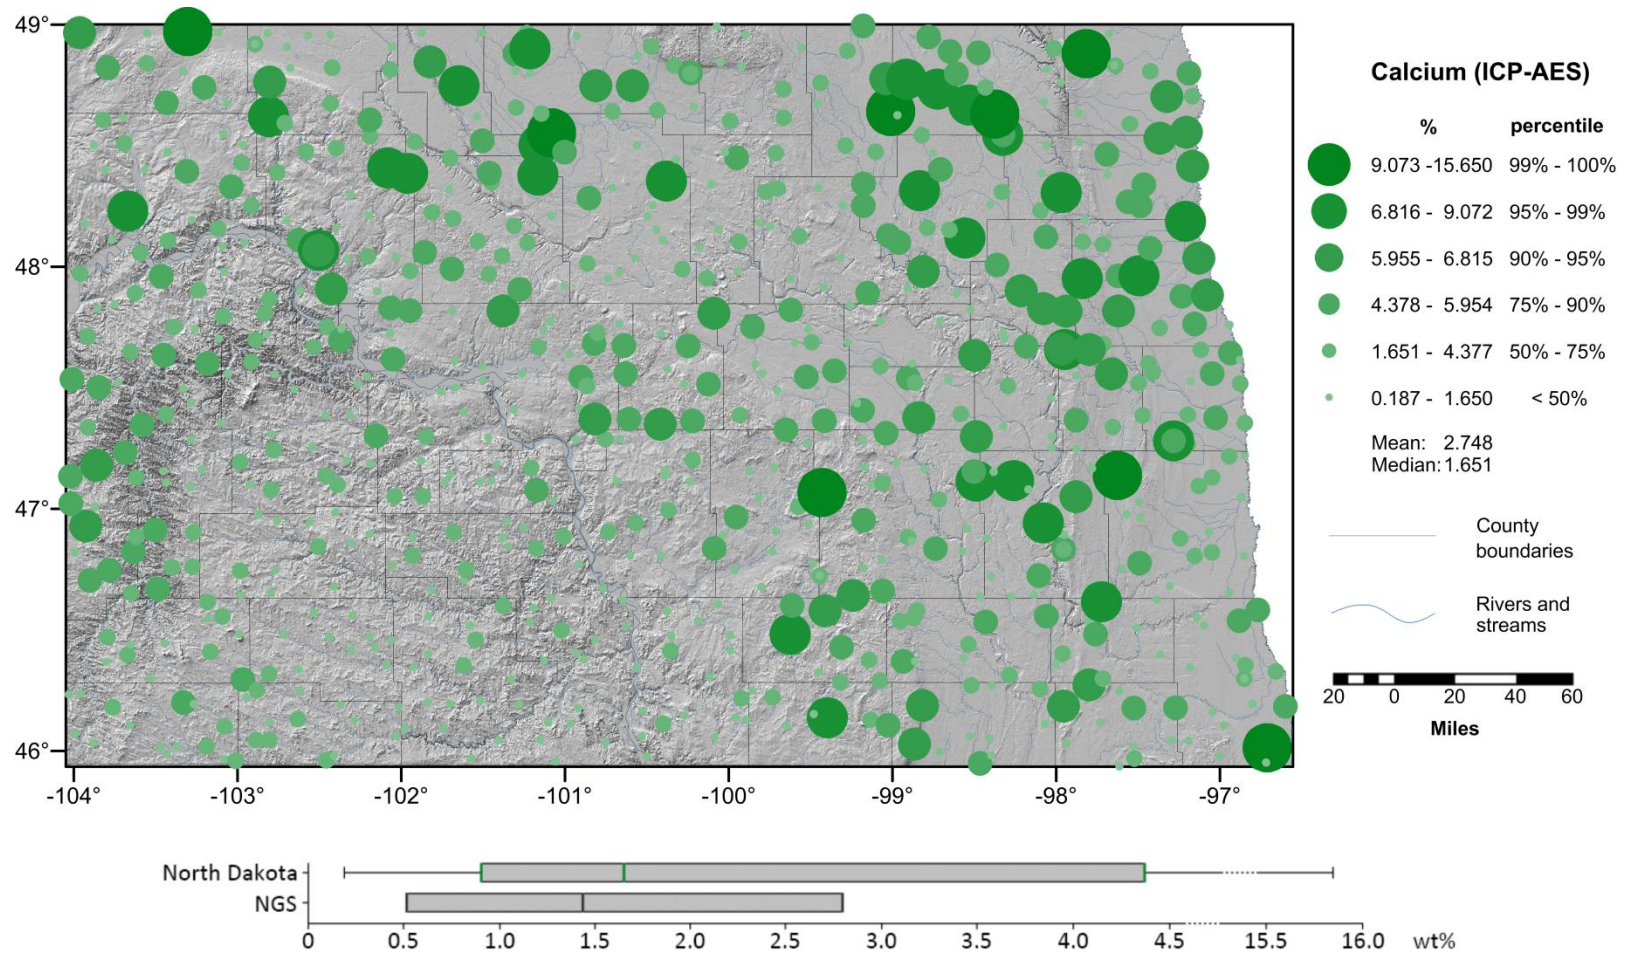 49°
48°
47°
46°
-104°
-103°
-102°
-101°
-100°
-99°
-98°
-97°
Calcium (ICP-AES)
% percentile
9.073 -15.650 99% - 100%
6.816 - 9.072 95% - 99%
5.955 - 6.815 90% - 95%
4.378 - 5.954 75% - 90%
1.651 - 4.377 50% - 75%
0.187 - 1.650 < 50%
Mean: 2.748
Median: 1.651
County
boundaries
Rivers and
streams
20 0 20 40 60
Miles
North Dakota
NGS
0 0.5 1.0 1.5 2.0 2.5 3.0 3.5 4.0 4.5 15.5 16.0 wt%